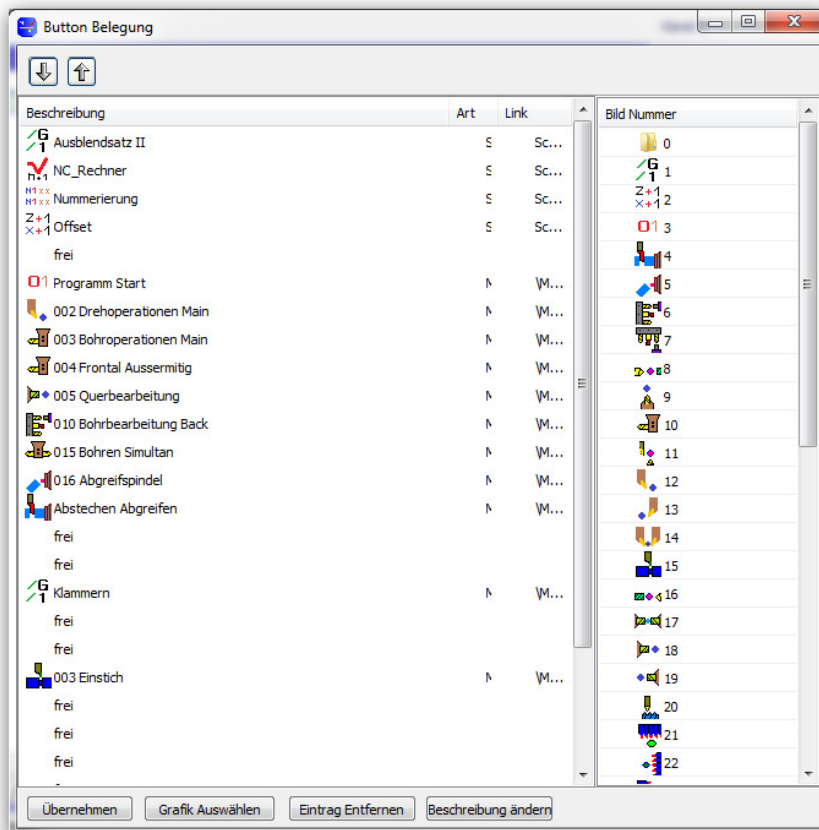 Button Belegung
Beschreibung Art Link
Ausblendsatz II S Sc...
NC_Rechner S Sc...
Nummerierung S Sc...
Offset S Sc...
frei
Programm Start M \M...
002 Drehoperationen Main M \M...
003 Bohroperationen Main M \M...
004 Frontal Aussermitig M \M...
005 Querbearbeitung M \M...
010 Bohrbearbeitung Back M \M...
015 Bohren Simultan M \M...
016 Abgreifspindel M \M...
Abstechen Abgreifen M \M...
frei
frei
Klammern M \M...
frei
frei
003 Einstich M \M...
frei
frei
frei
Bild Nummer
0
G/1 1
Z+1 X+1 2
01 3
4
5
6
7
8
9
10
11
12
13
14
15
16
17
18
19
20
21
22
Übernehmen Grafik Auswählen Eintrag Entfernen Beschreibung ändern